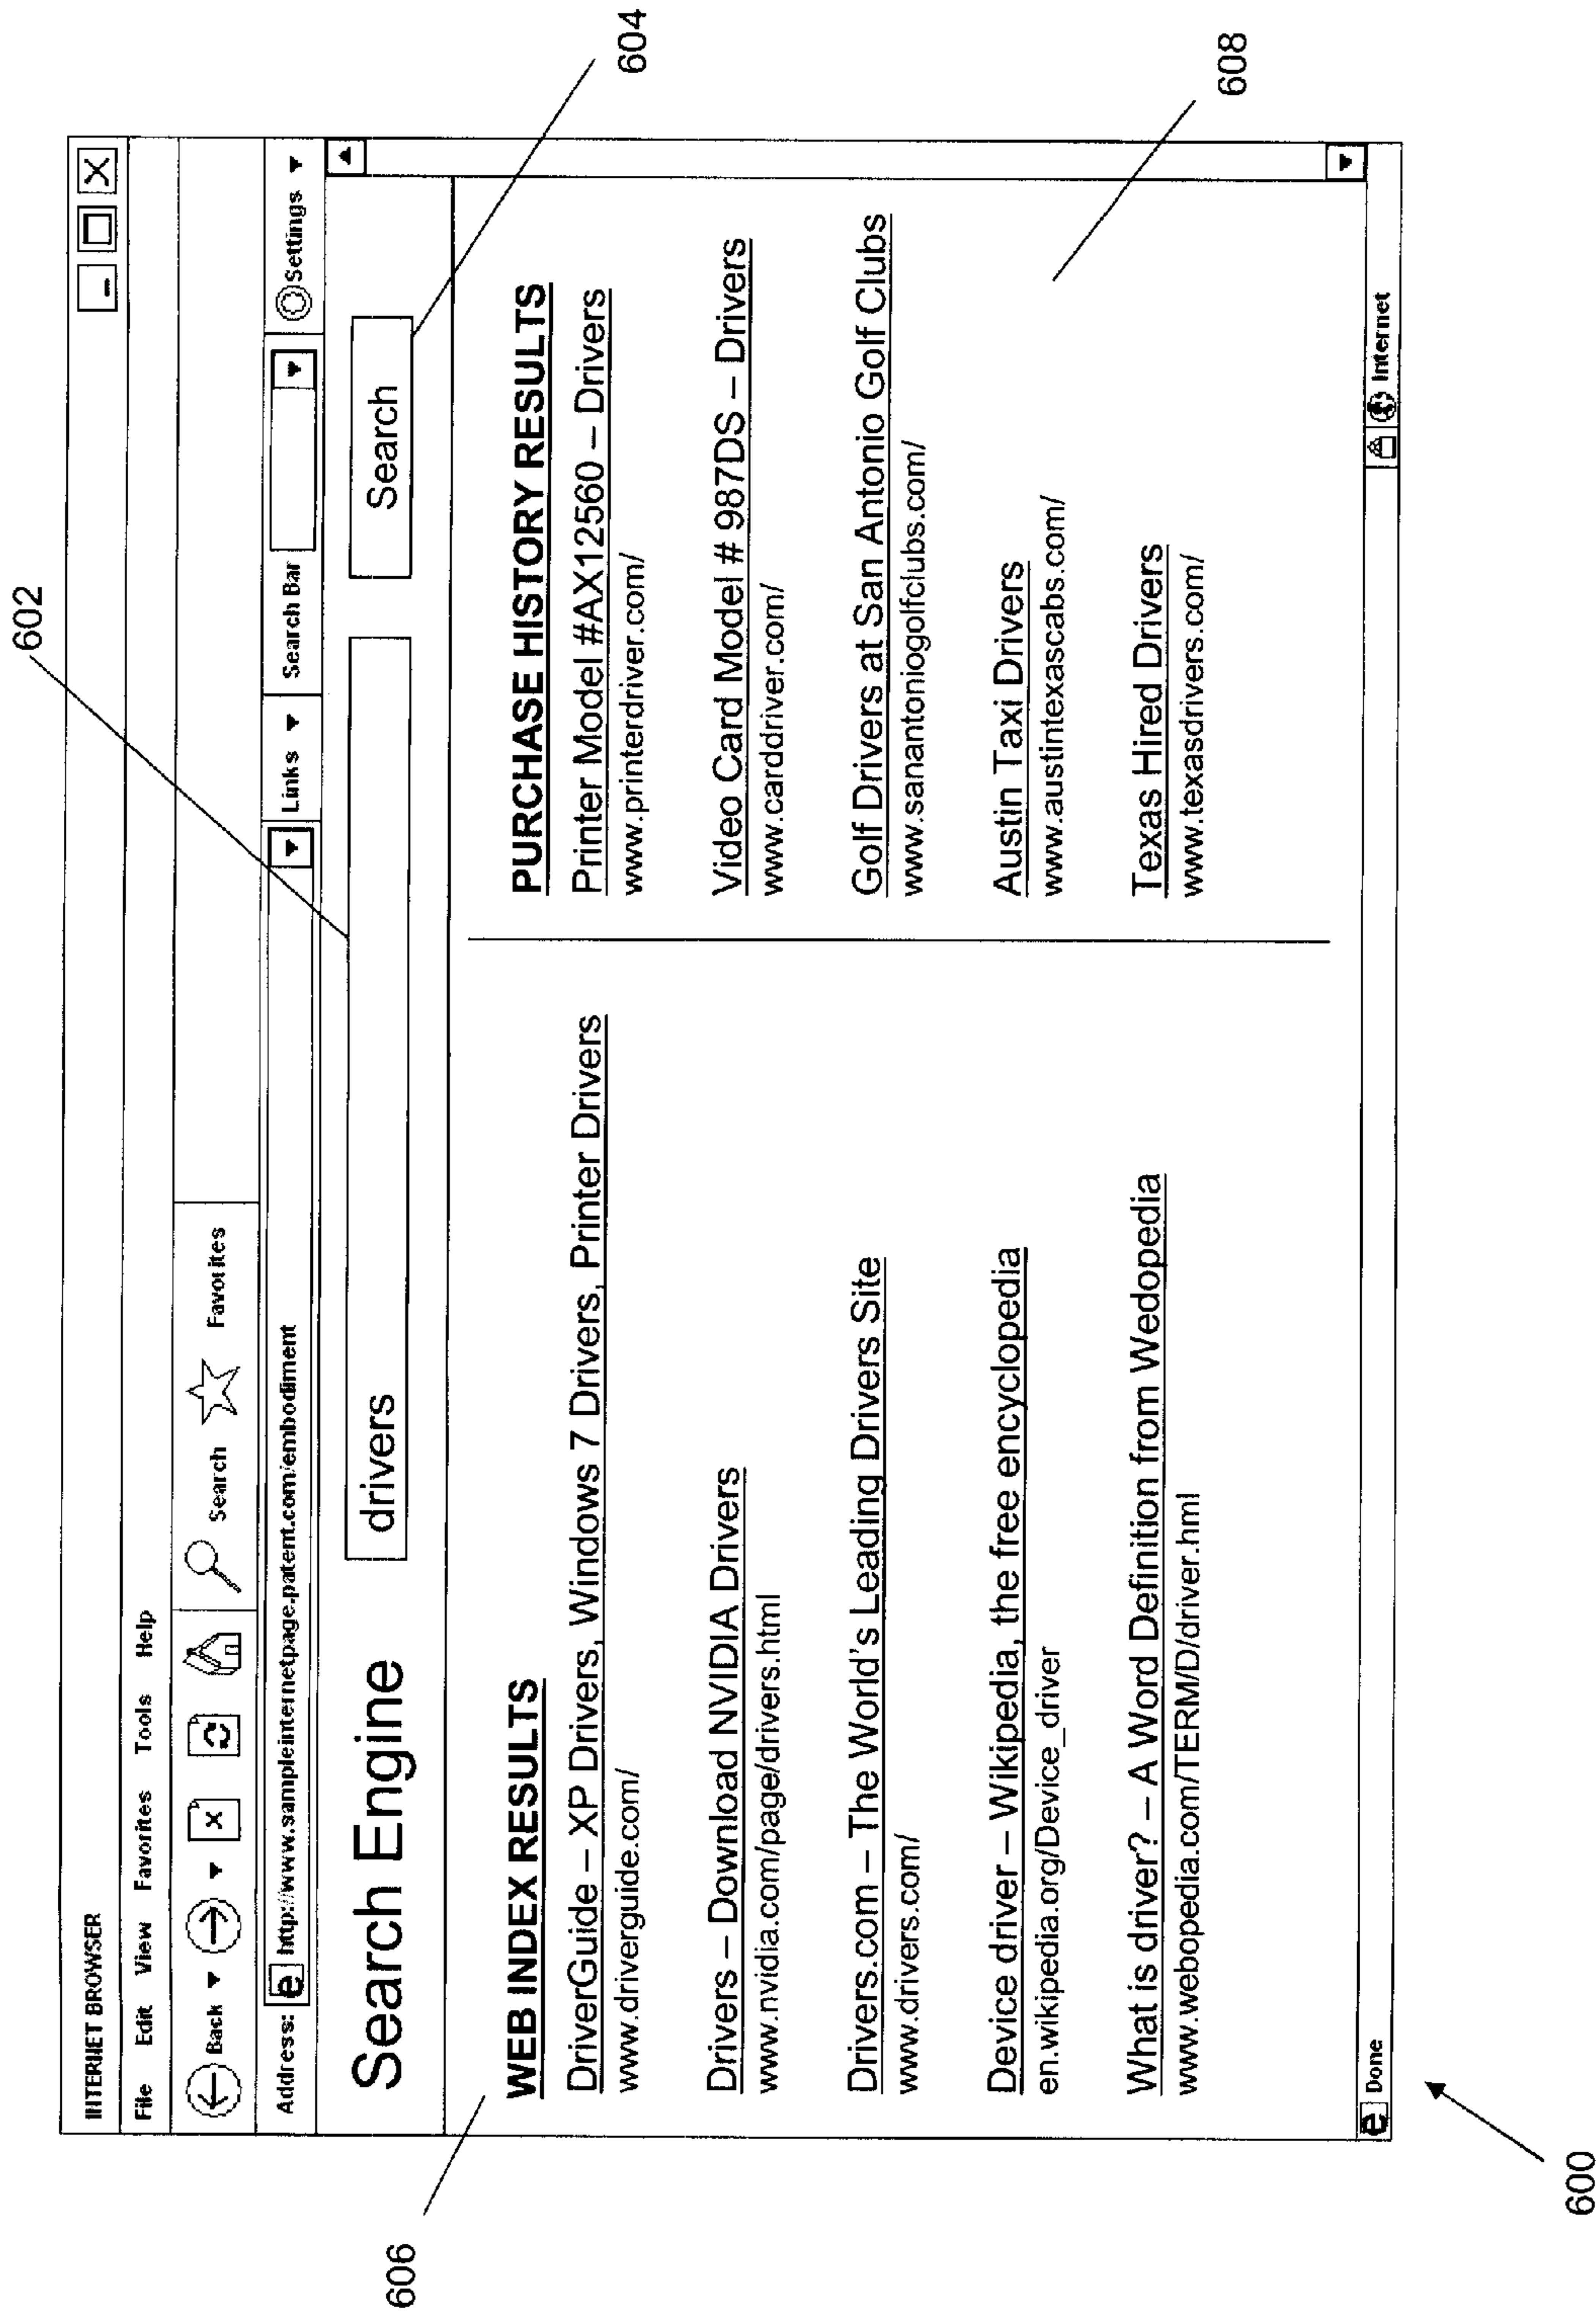 602
INTERNET BROWSER
File Edit View Favorites Tools Help
Back Search Favorites
Address: http://www.sampleinternetpage.patent.com/embodiment Links Search Bar Settings
Search Engine drivers Search
604
606
WEB INDEX RESULTS
DriverGuide – XP Drivers, Windows 7 Drivers, Printer Drivers
www.driverguide.com/
Drivers – Download NVIDIA Drivers
www.nvidia.com/page/drivers.html
Drivers.com – The World's Leading Drivers Site
www.drivers.com/
Device driver – Wikipedia, the free encyclopedia
en.wikipedia.org/Device_driver
What is driver? – A Word Definition from Wedopedia
www.webopedia.com/TERM/D/driver.hml
PURCHASE HISTORY RESULTS
Printer Model #AX12560 – Drivers
www.printerdriver.com/
Video Card Model # 987DS – Drivers
www.carddriver.com/
Golf Drivers at San Antonio Golf Clubs
www.sanantoniogolfclubs.com/
Austin Taxi Drivers
www.austintexascabs.com/
Texas Hired Drivers
www.texasdrivers.com/
608
Done Internet
600